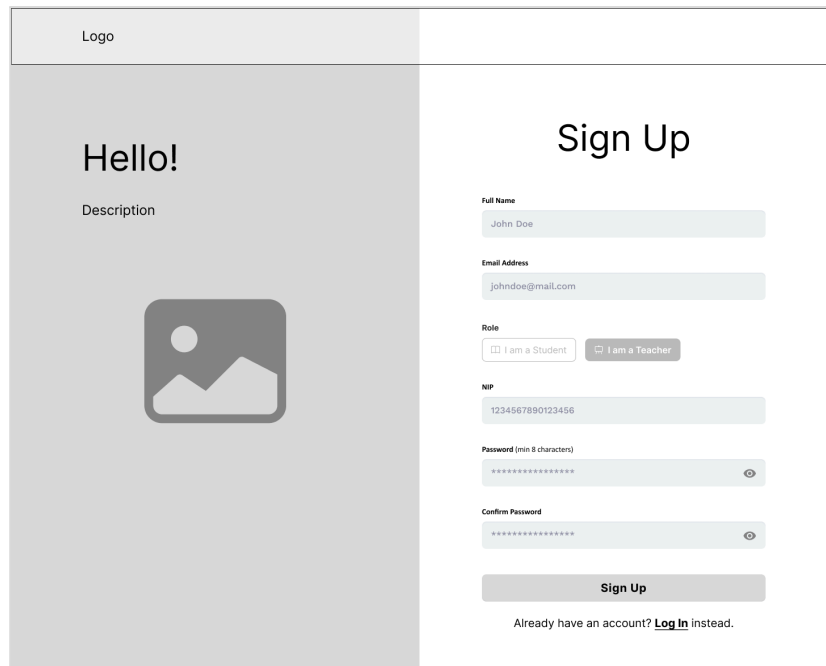 Logo
Hello!
Description
Sign Up
Full Name
John Doe
Email Address
johndoe@mail.com
Role
I am a Student
I am a Teacher
NIP
1234567890123456
Password (min 8 characters)
****************
Confirm Password
****************
Sign Up
Already have an account? Log In instead.